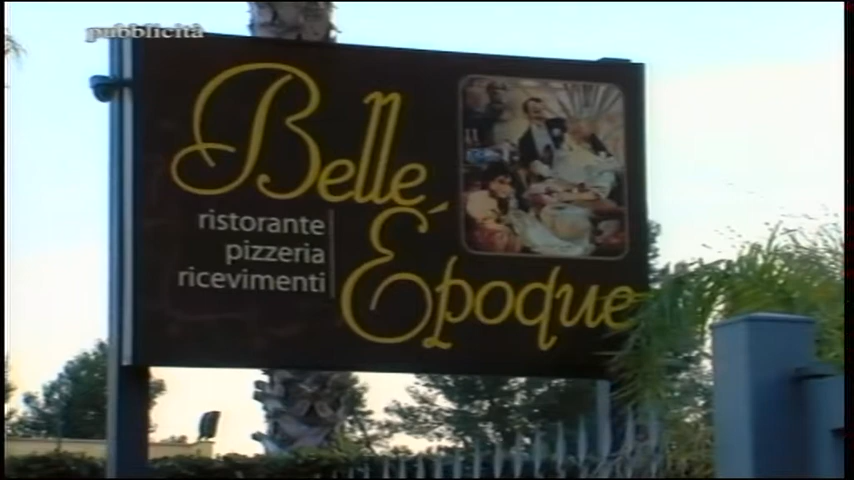 pubblicità
Belle
Époque
ristorante
pizzeria
ricevimenti